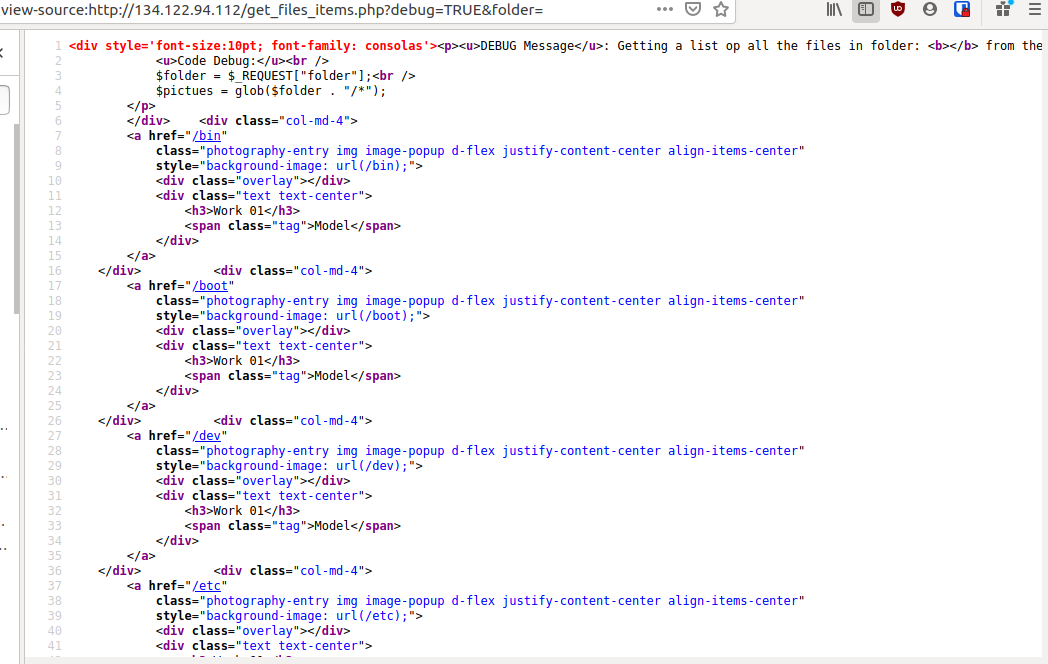 view-source:http://134.122.94.112/get_files_items.php?debug=TRUE&folder=
1 <div style='font-size:10pt; font-family: consolas'><p><u>DEBUG Message</u>: Getting a list op all the files in folder: <b></b> from the
2 <u>Code Debug:</u><br />
3 $folder = $_REQUEST["folder"];<br />
4 $pictues = glob($folder . "/*");
5 </p>
6 </div> <div class="col-md-4">
7 <a href="/bin"
8 class="photography-entry img image-popup d-flex justify-content-center align-items-center"
9 style="background-image: url(/bin);">
10 <div class="overlay"></div>
11 <div class="text text-center">
12 <h3>Work 01</h3>
13 <span class="tag">Model</span>
14 </div>
15 </a>
16 </div> <div class="col-md-4">
17 <a href="/boot"
18 class="photography-entry img image-popup d-flex justify-content-center align-items-center"
19 style="background-image: url(/boot);">
20 <div class="overlay"></div>
21 <div class="text text-center">
22 <h3>Work 01</h3>
23 <span class="tag">Model</span>
24 </div>
25 </a>
26 </div> <div class="col-md-4">
27 <a href="/dev"
28 class="photography-entry img image-popup d-flex justify-content-center align-items-center"
29 style="background-image: url(/dev);">
30 <div class="overlay"></div>
31 <div class="text text-center">
32 <h3>Work 01</h3>
33 <span class="tag">Model</span>
34 </div>
35 </a>
36 </div> <div class="col-md-4">
37 <a href="/etc"
38 class="photography-entry img image-popup d-flex justify-content-center align-items-center"
39 style="background-image: url(/etc);">
40 <div class="overlay"></div>
41 <div class="text text-center">